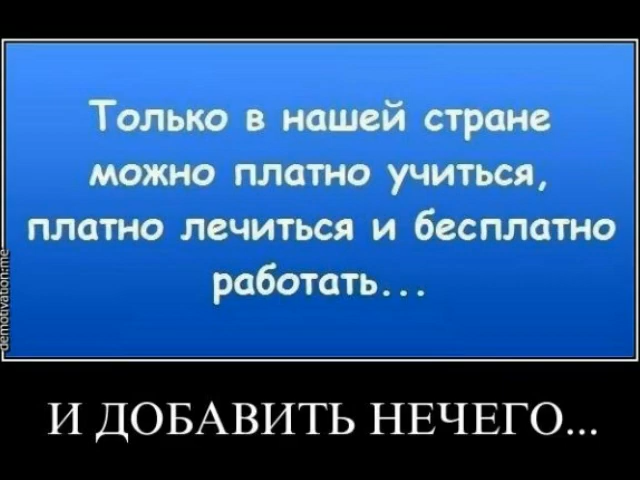 Только в нашей стране
можно платно учиться,
платно лечиться и бесплатно
работать...
demotivation.me
И ДОБАВИТЬ НЕЧЕГО...